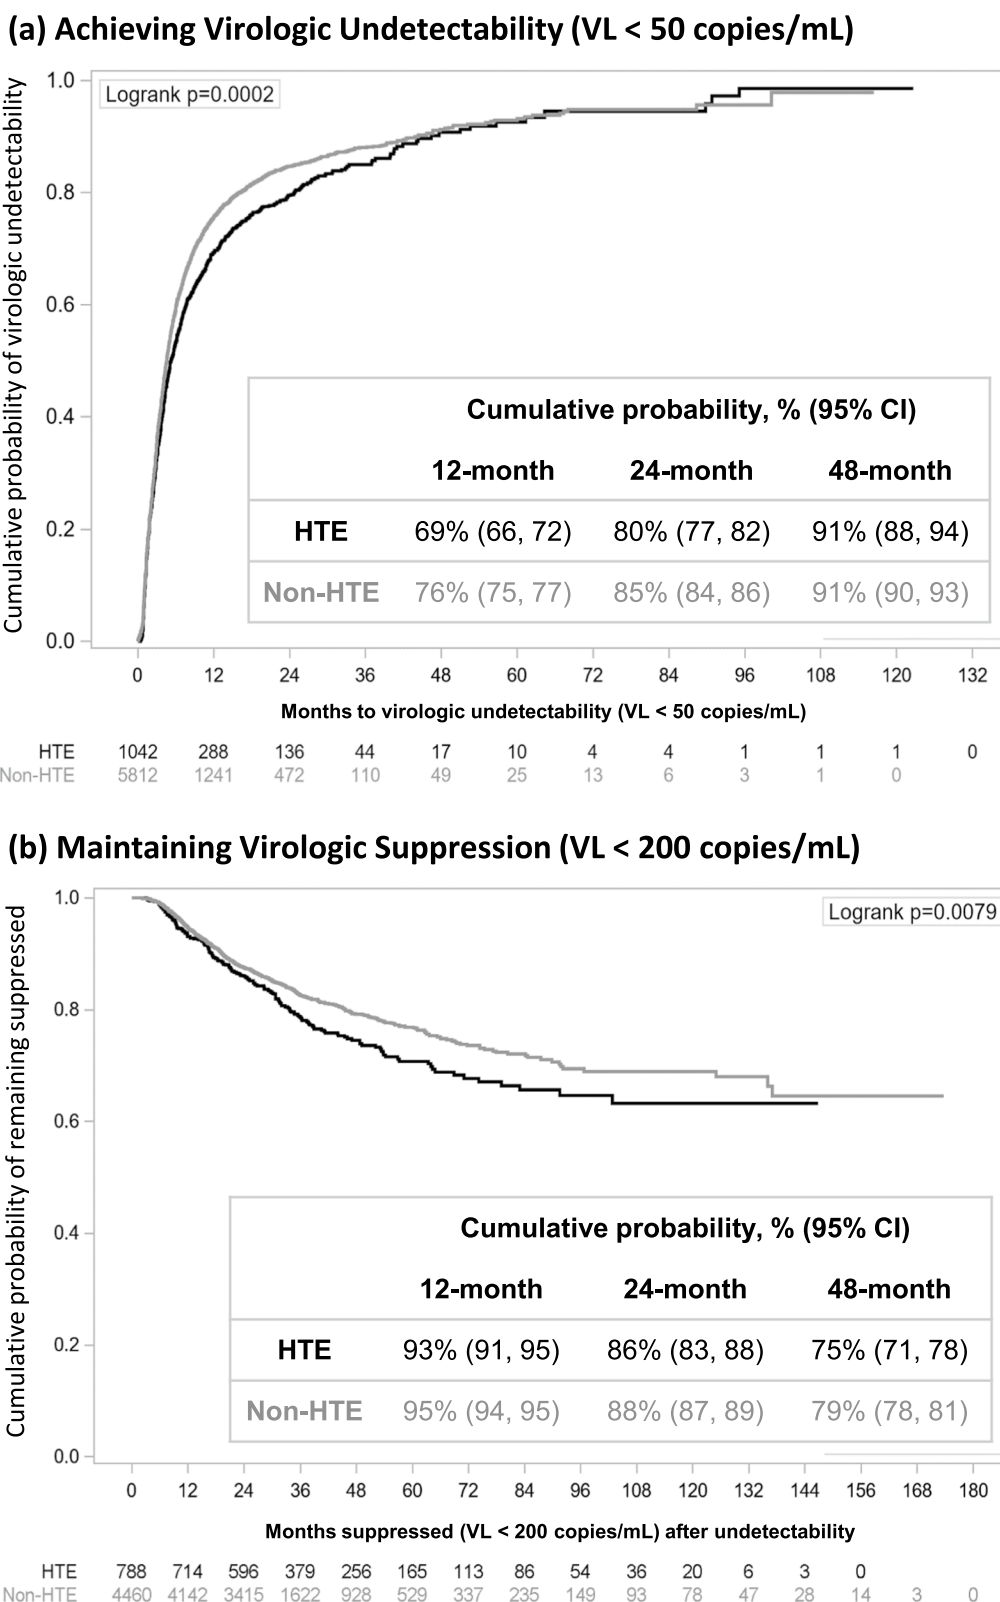 (a) Achieving Virologic Undetectability (VL < 50 copies/mL)
Cumulative probability of virologic undetectability
1.0
Logrank p=0.0002
0.8
0.6
0.4
0.2
0.0
Cumulative probability, % (95% CI)
12-month 24-month 48-month
HTE 69% (66, 72) 80% (77, 82) 91% (88, 94)
Non-HTE 76% (75, 77) 85% (84, 86) 91% (90, 93)
0 12 24 36 48 60 72 84 96 108 120 132
Months to virologic undetectability (VL < 50 copies/mL)
HTE 1042 288 136 44 17 10 4 4 1 1 1 0
Non-HTE 5812 1241 472 110 49 25 13 6 3 1 0
(b) Maintaining Virologic Suppression (VL < 200 copies/mL)
Cumulative probability of remaining suppressed
1.0
Logrank p=0.0079
0.8
0.6
0.4
0.2
0.0
Cumulative probability, % (95% CI)
12-month 24-month 48-month
HTE 93% (91, 95) 86% (83, 88) 75% (71, 78)
Non-HTE 95% (94, 95) 88% (87, 89) 79% (78, 81)
0 12 24 36 48 60 72 84 96 108 120 132 144 156 168 180
Months suppressed (VL < 200 copies/mL) after undetectability
HTE 788 714 596 379 256 165 113 86 54 36 20 6 3 0
Non-HTE 4460 4142 3415 1622 928 529 337 235 149 93 78 47 28 14 3 0